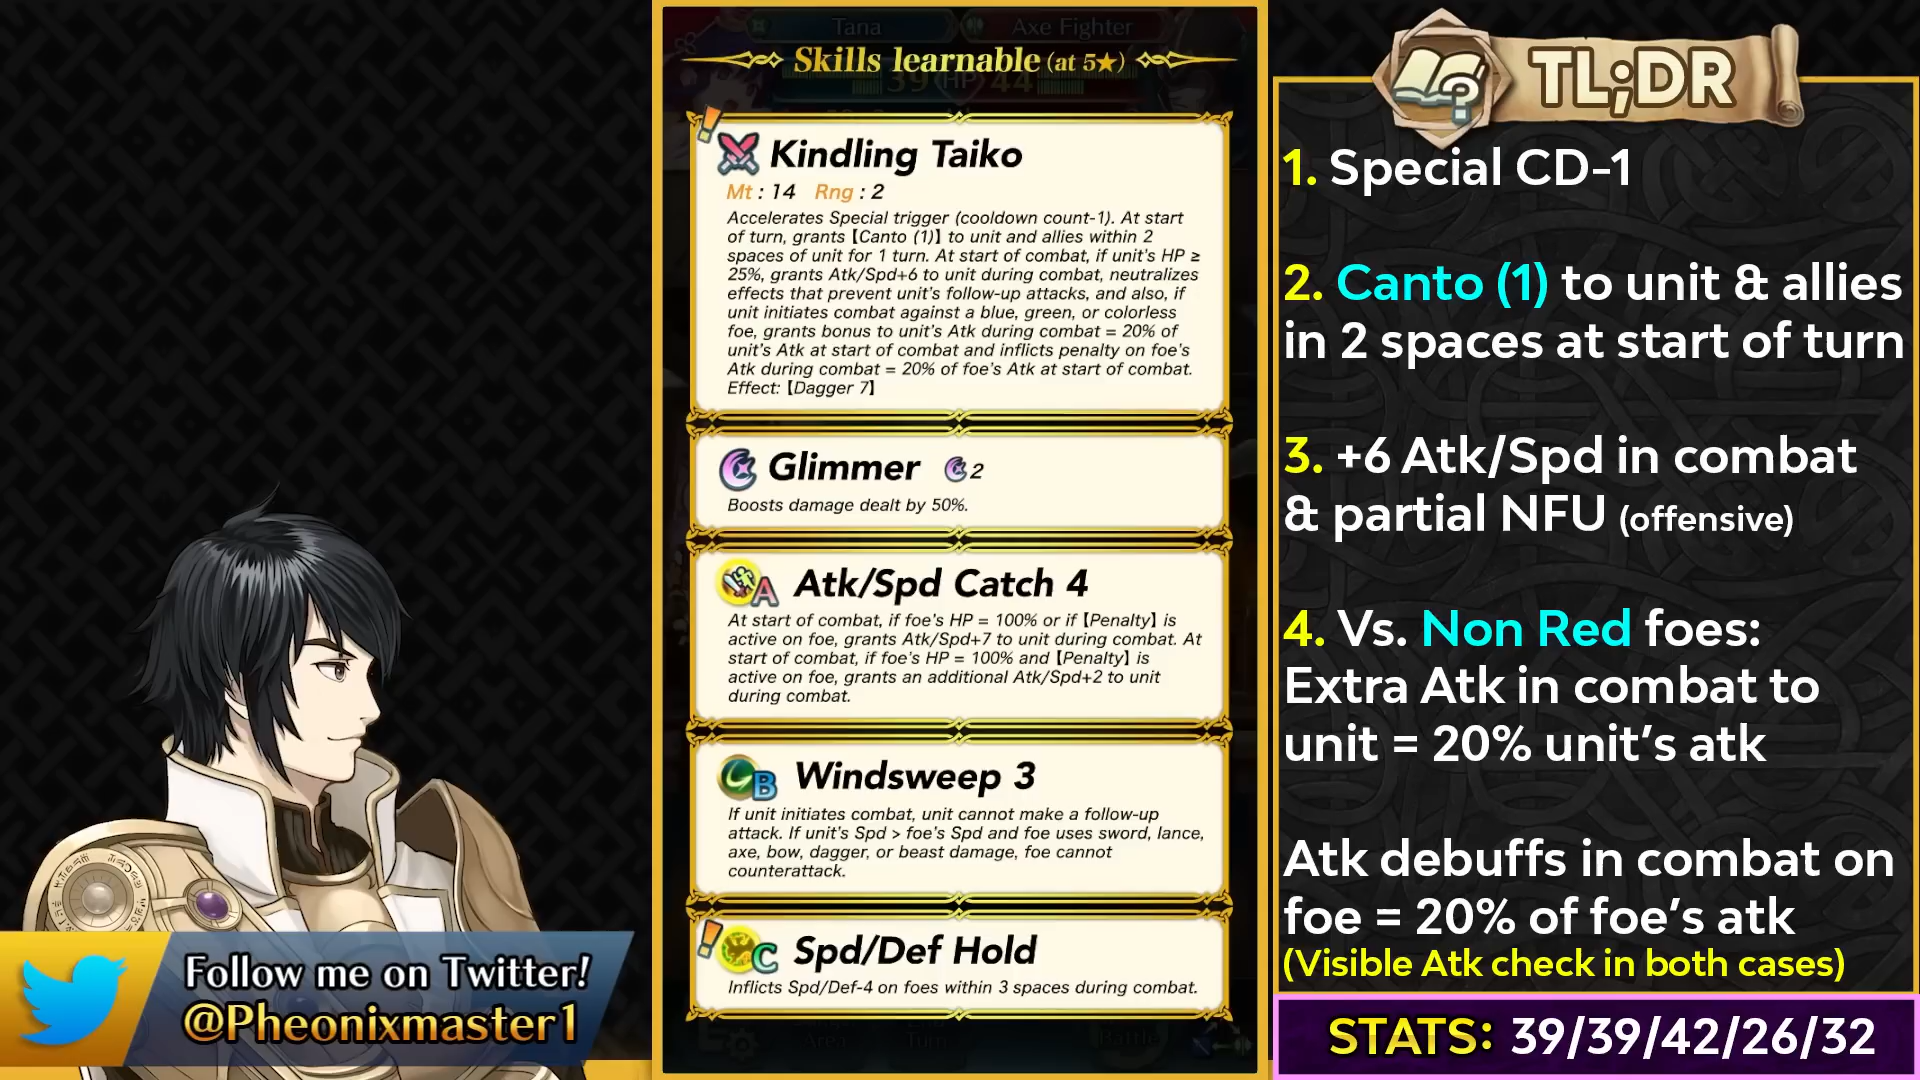 Tana
Axe Fighter
Skills learnable (at 5★)
39 HP 44
Kindling Taiko
Mt : 14 Rng : 2
Accelerates Special trigger (cooldown count-1). At start
of turn, grants【Canto (1)】to unit and allies within 2
spaces of unit for 1 turn. At start of combat, if unit's HP ≥
25%, grants Atk/Spd+6 to unit during combat, neutralizes
effects that prevent unit's follow-up attacks, and also, if
unit initiates combat against a blue, green, or colorless
foe, grants bonus to unit's Atk during combat = 20% of
unit's Atk at start of combat and inflicts penalty on foe's
Atk during combat = 20% of foe's Atk at start of combat.
Effect:【Dagger 7】
Glimmer 2
Boosts damage dealt by 50%.
A Atk/Spd Catch 4
At start of combat, if foe's HP = 100% or if【Penalty】is
active on foe, grants Atk/Spd+7 to unit during combat. At
start of combat, if foe's HP = 100% and【Penalty】is
active on foe, grants an additional Atk/Spd+2 to unit
during combat.
B Windsweep 3
If unit initiates combat, unit cannot make a follow-up
attack. If unit's Spd > foe's Spd and foe uses sword, lance,
axe, bow, dagger, or beast damage, foe cannot
counterattack.
C Spd/Def Hold
Inflicts Spd/Def-4 on foes within 3 spaces during combat.
Area
Turn
Battle
TL;DR
1. Special CD-1
2. Canto (1) to unit & allies
in 2 spaces at start of turn
3. +6 Atk/Spd in combat
& partial NFU (offensive)
4. Vs. Non Red foes:
Extra Atk in combat to
unit = 20% unit's atk
Atk debuffs in combat on
foe = 20% of foe's atk
(Visible Atk check in both cases)
STATS: 39/39/42/26/32
Follow me on Twitter!
@Pheonixmaster1